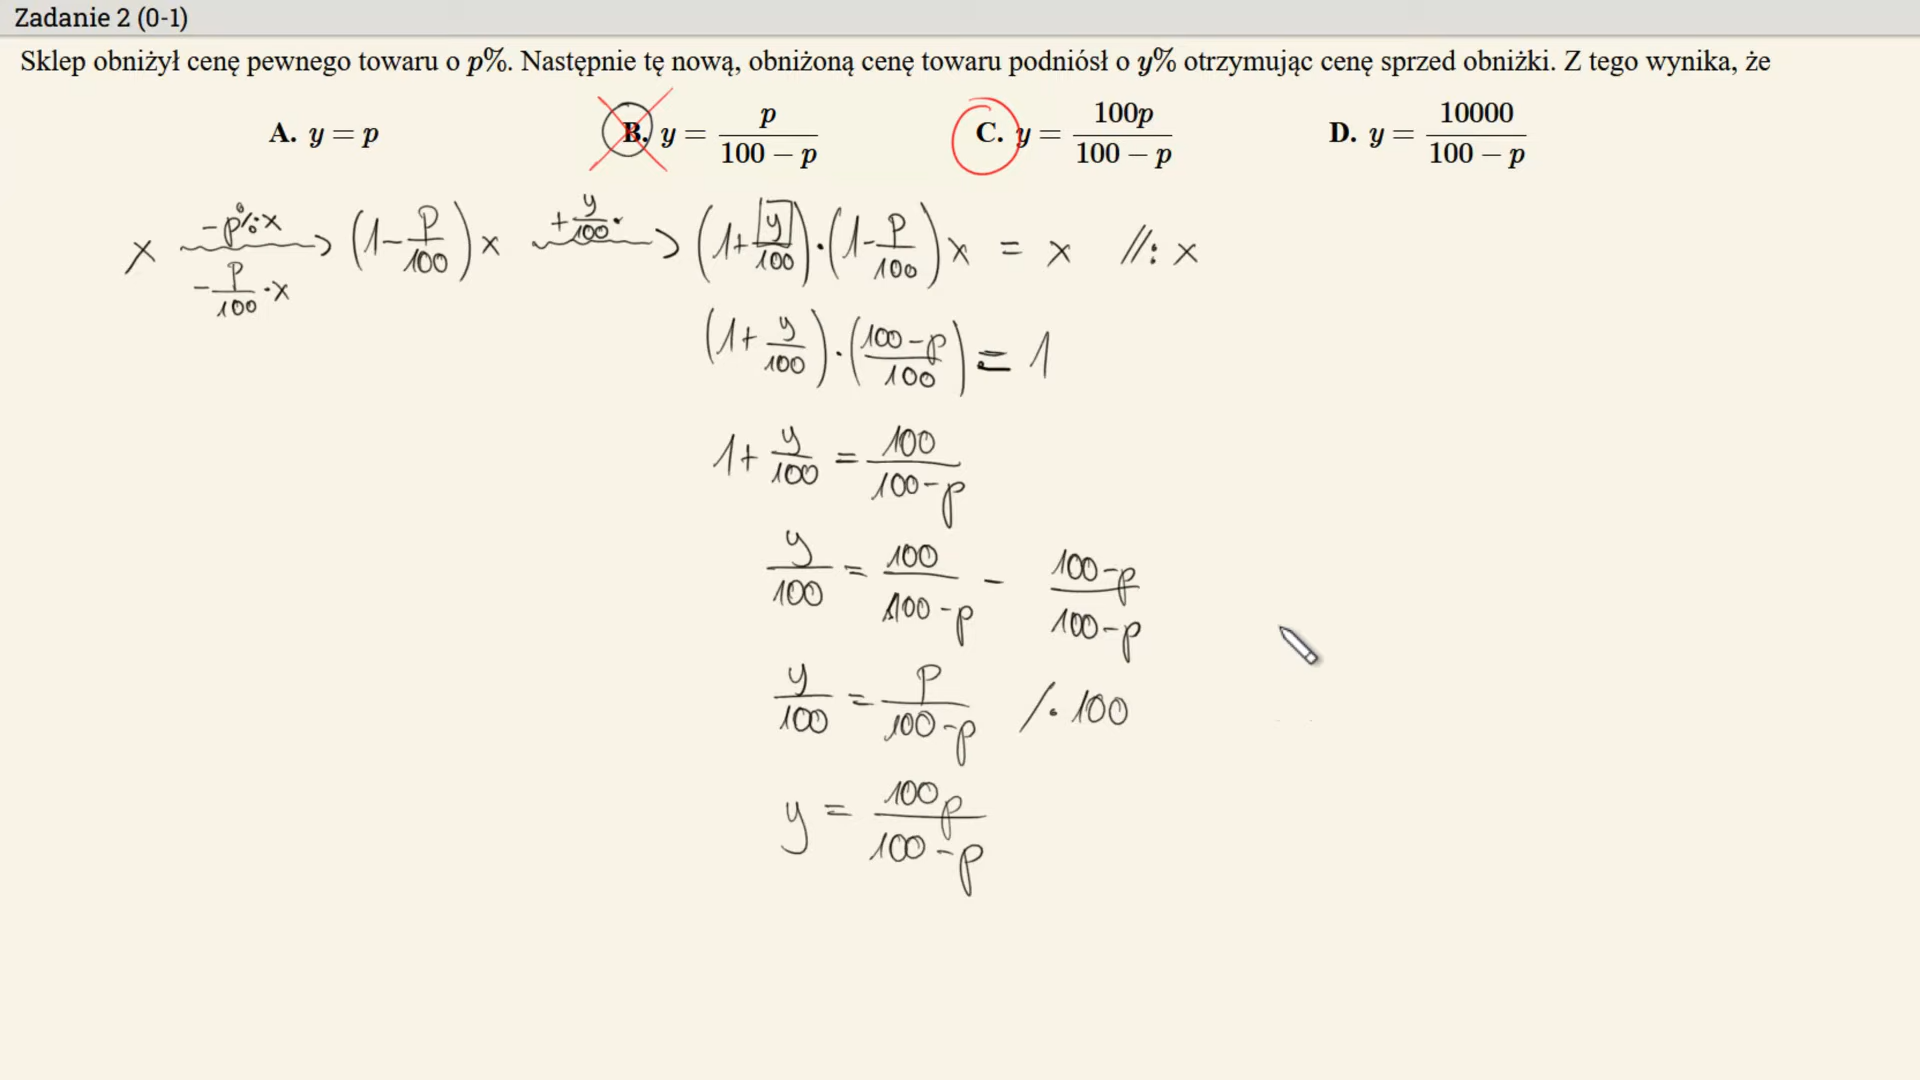 Zadanie 2 (0-1)
Sklep obniżył cenę pewnego towaru o p%. Następnie tę nową, obniżoną cenę towaru podniósł o y% otrzymując cenę sprzed obniżki. Z tego wynika, że
A. y = p B. y = p/(100 − p) C. y = 100p/(100 − p) D. y = 10000/(100 − p)
x −p%·x −p/100·x → (1 − p/100)x +y/100· → (1 + y/100)·(1 − p/100)x = x //: x
(1 + y/100)·((100 − p)/100) = 1
1 + y/100 = 100/(100 − p)
y/100 = 100/(100 − p) − (100 − p)/(100 − p)
y/100 = p/(100 − p) /· 100
y = 100p/(100 − p)